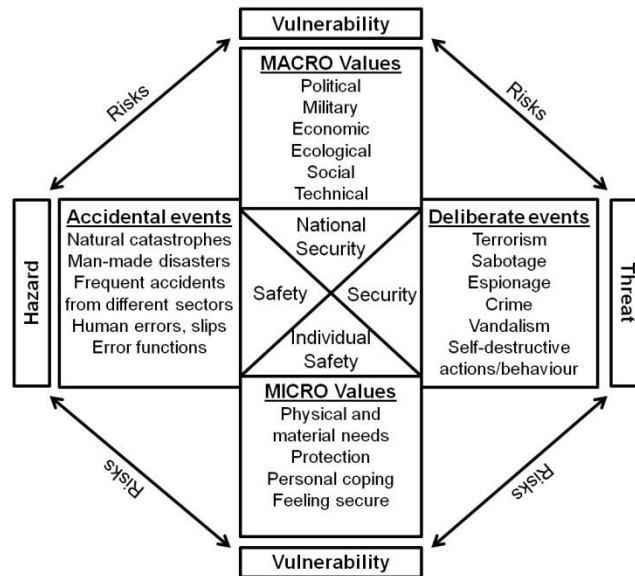 Vulnerability
MACRO Values
Political
Military
Economic
Ecological
Social
Technical
Risks
Risks
Hazard
Accidental events
Natural catastrophes
Man-made disasters
Frequent accidents
from different sectors
Human errors, slips
Error functions
National
Security
Safety
Security
Individual
Safety
Deliberate events
Terrorism
Sabotage
Espionage
Crime
Vandalism
Self-destructive
actions/behaviour
Threat
MICRO Values
Physical and
material needs
Protection
Personal coping
Feeling secure
Risks
Risks
Vulnerability